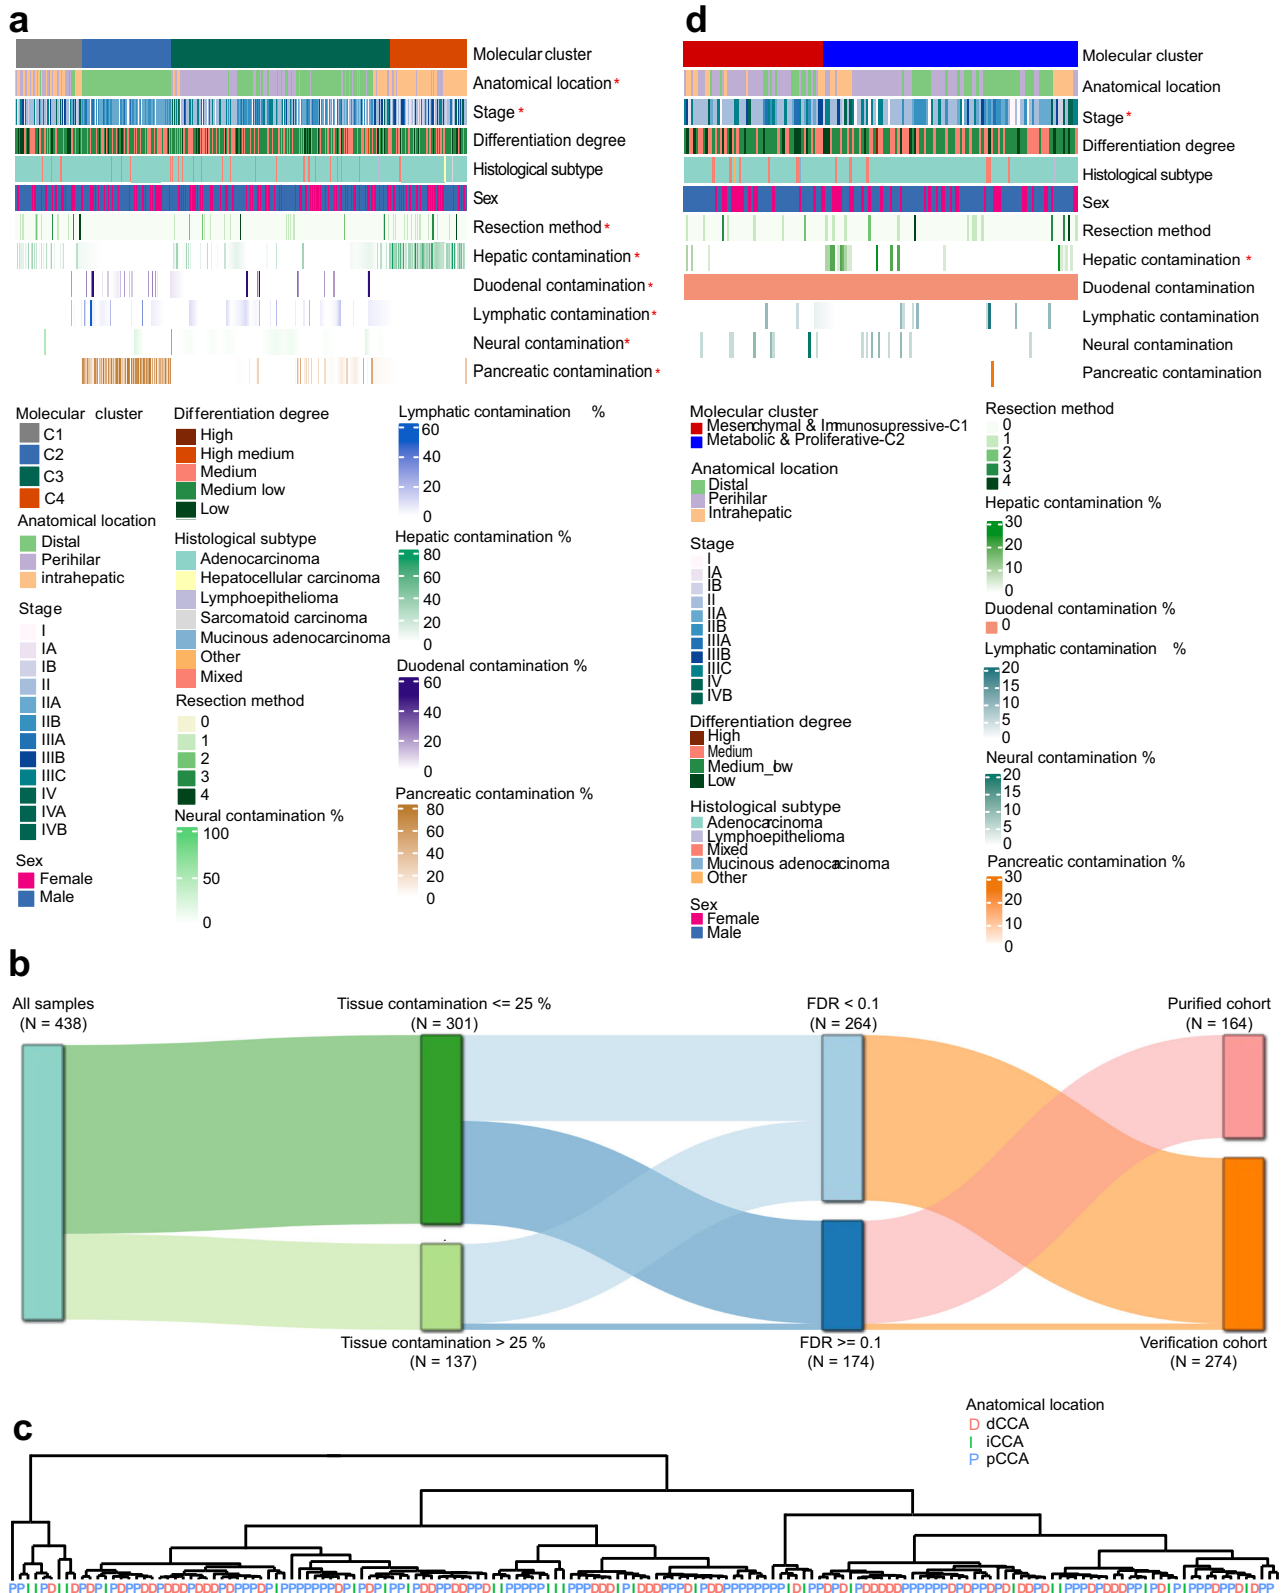 a
Molecular cluster
Anatomical location *
Stage *
Differentiation degree
Histological subtype
Sex
Resection method *
Hepatic contamination *
Duodenal contamination *
Lymphatic contamination *
Neural contamination *
Pancreatic contamination *
Molecular cluster
C1
C2
C3
C4
Anatomical location
Distal
Perihilar
intrahepatic
Stage
I
IA
IB
II
IIA
IIB
IIIA
IIIB
IIIC
IV
IVA
IVB
Sex
Female
Male
Differentiation degree
High
High medium
Medium
Medium low
Low
Histological subtype
Adenocarcinoma
Hepatocellular carcinoma
Lymphoepithelioma
Sarcomatoid carcinoma
Mucinous adenocarcinoma
Other
Mixed
Resection method
0
1
2
3
4
Neural contamination %
100
50
0
Lymphatic contamination %
60
40
20
0
Hepatic contamination %
80
60
40
20
0
Duodenal contamination %
60
40
20
0
Pancreatic contamination %
80
60
40
20
0
d
Molecular cluster
Anatomical location
Stage *
Differentiation degree
Histological subtype
Sex
Resection method
Hepatic contamination *
Duodenal contamination
Lymphatic contamination
Neural contamination
Pancreatic contamination
Molecular cluster
Mesenchymal & Immunosupressive-C1
Metabolic & Proliferative-C2
Anatomical location
Distal
Perihilar
Intrahepatic
Stage
I
IA
IB
II
IIA
IIB
IIIA
IIIB
IIIC
IV
IVB
Differentiation degree
High
Medium
Medium_low
Low
Histological subtype
Adenocarcinoma
Lymphoepithelioma
Mixed
Mucinous adenocacinoma
Other
Sex
Female
Male
Resection method
0
1
2
3
4
Hepatic contamination %
30
20
10
0
Duodenal contamination %
0
Lymphatic contamination %
20
15
10
5
0
Neural contamination %
20
15
10
5
0
Pancreatic contamination %
30
20
10
0
b
All samples
(N = 438)
Tissue contamination <= 25 %
(N = 301)
FDR < 0.1
(N = 264)
Purified cohort
(N = 164)
Tissue contamination > 25 %
(N = 137)
FDR >= 0.1
(N = 174)
Verification cohort
(N = 274)
c
Anatomical location
D dCCA
I iCCA
P pCCA